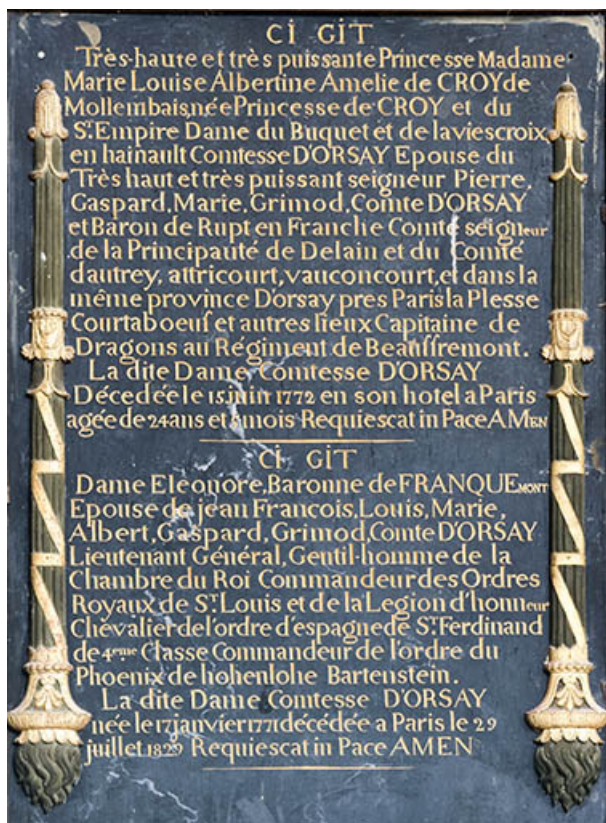 CI GIT
Très-haute et très puissante Princesse Madame
Marie Louise Albertine Amelie de CROY de
Mollembais, née Princesse de CROY et du
St. Empire Dame du Buquet et de laviescroix
en hainault Comtesse D'ORSAY Epouse du
Très haut et très puissant seigneur Pierre,
Gaspard, Marie, Grimod, Comte D'ORSAY
et Baron de Rupt en Franche Comté seigneur
de la Principauté de Delain et du Comté
dautrey, attricourt, vauconcourt, et dans la
même province D'orsay pres Paris la Plesse
Courtaboeuf et autres lieux Capitaine de
Dragons au Régiment de Beauffremont.
La dite Dame Comtesse D'ORSAY
Décedée le 15 juin 1772 en son hotel a Paris
agée de 24 ans et mois Requiescat in Pace AMEN
CI GIT
Dame Eleonore, Baronne de FRANQUEMONT
Epouse de jean Francois, Louis, Marie,
Albert, Gaspard, Grimod, Comte D'ORSAY
Lieutenant Général, Gentil-homme de la
Chambre du Roi Commandeur des Ordres
Royaux de St. Louis et de la Legion d'honneur
Chevalier de l'ordre d'espagne de St. Ferdinand
de 4eme Classe Commandeur de l'ordre du
Phoenix de hohenlohe Bartenstein.
La dite Dame Comtesse D'ORSAY
née le 17 janvier 1771 décédée a Paris le 29
juillet 1829 Requiescat in Pace AMEN